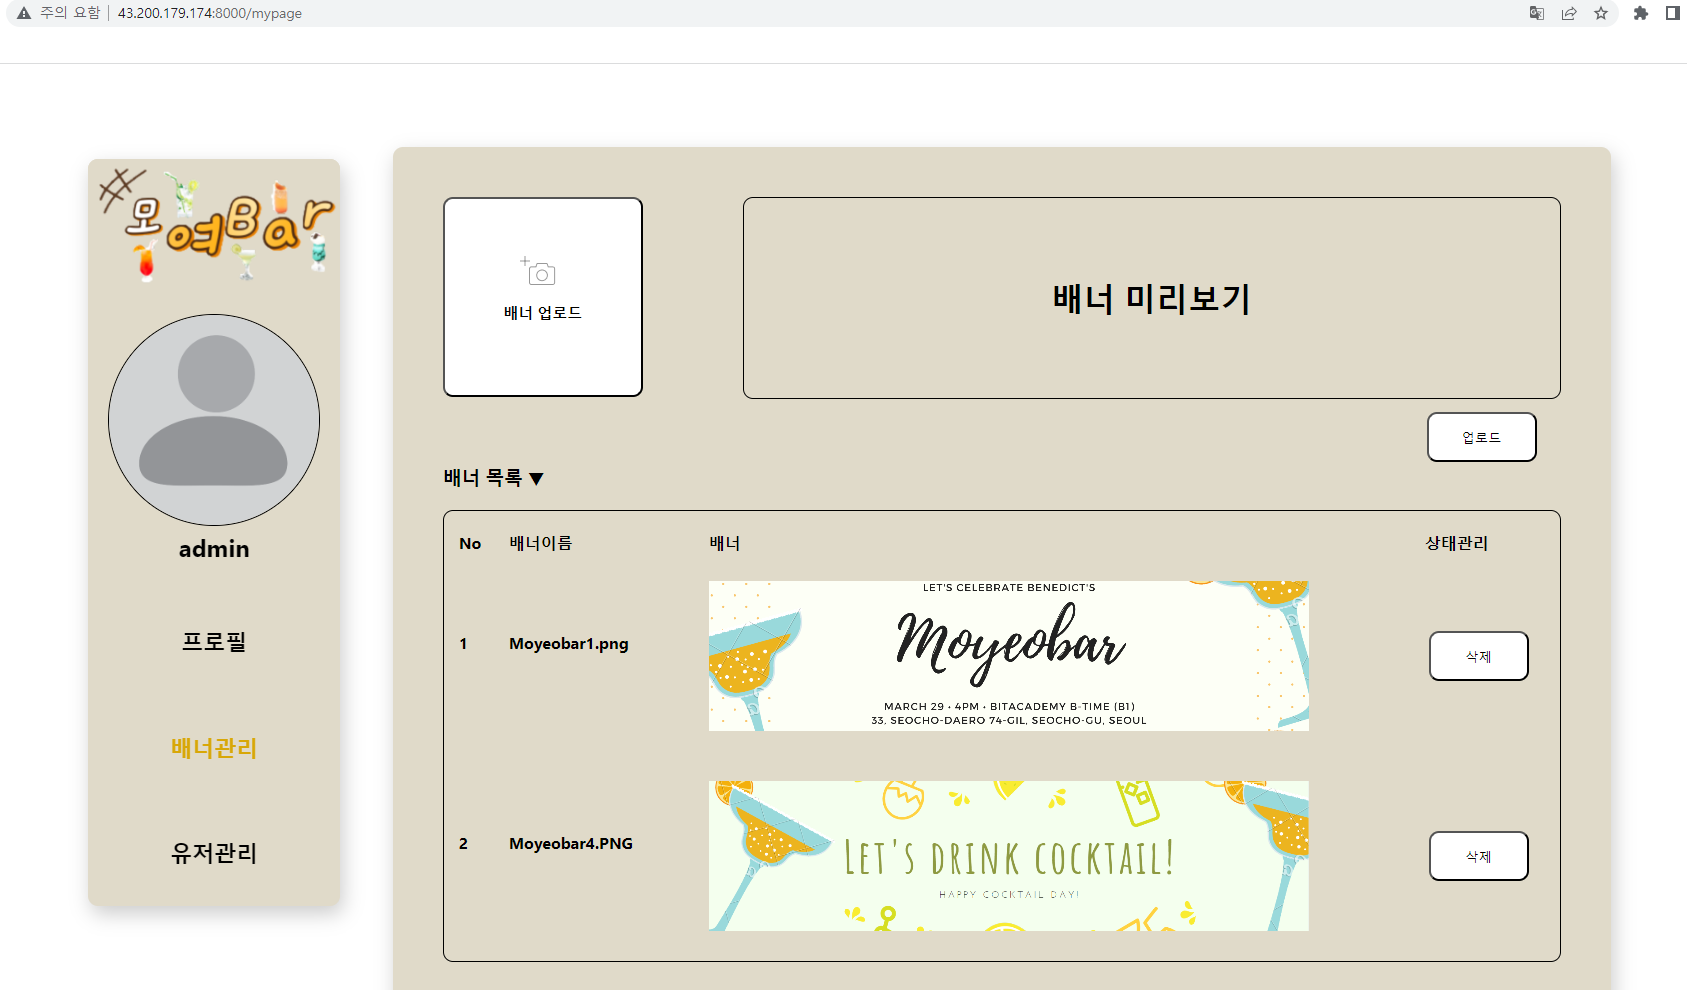 주의 요함 43.200.179.174:8000/mypage
#모여Bar
admin
프로필
배너관리
유저관리
배너 업로드
배너 미리보기
업로드
배너 목록 ▼
No 배너이름 배너 상태관리
1 Moyeobar1.png
LET'S CELEBRATE BENEDICT'S
Moyeobar
MARCH 29 • 4PM • BITACADEMY B-TIME (B1)
33, SEOCHO-DAERO 74-GIL, SEOCHO-GU, SEOUL
삭제
2 Moyeobar4.PNG
LET'S DRINK COCKTAIL!
HAPPY COCKTAIL DAY!
삭제